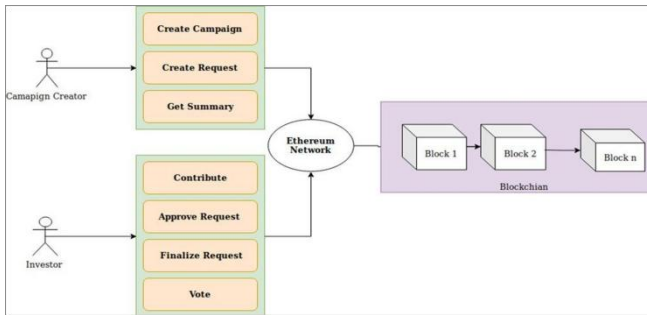 Create Campaign
Create Request
Get Summary
Camapign Creator
Ethereum
Network
Block 1
Block 2
Block n
Blockchian
Contribute
Approve Request
Finalize Request
Vote
Investor